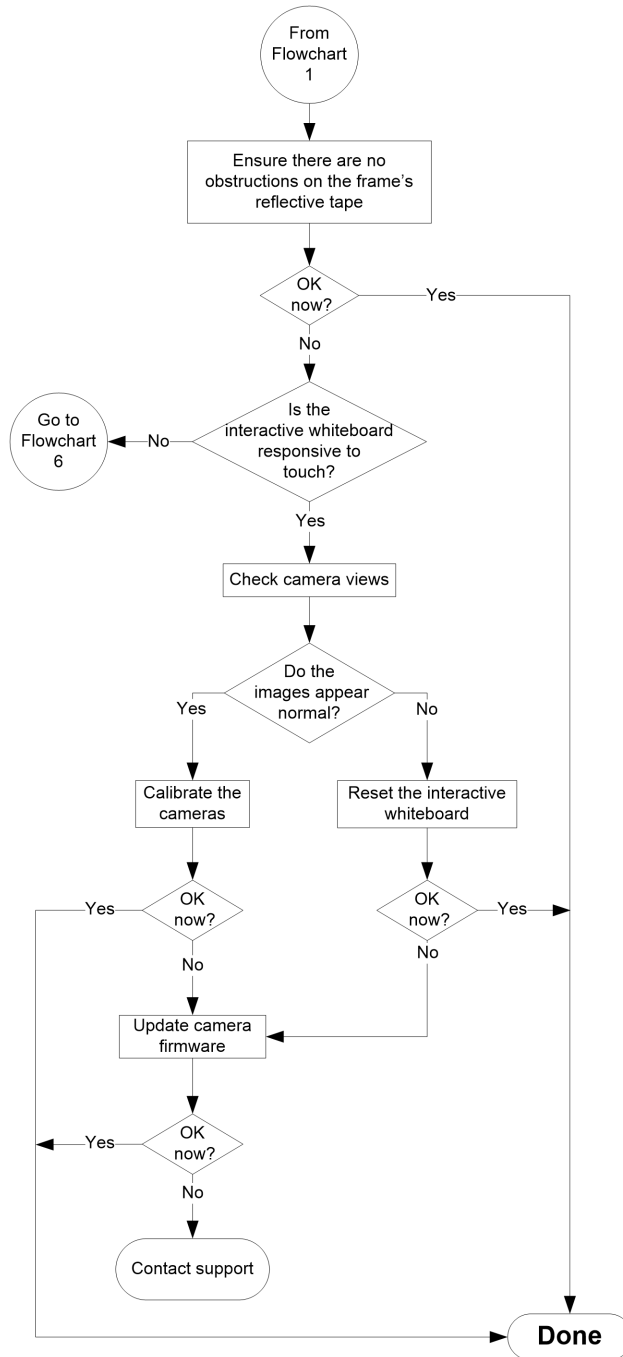 From
Flowchart
1
Ensure there are no
obstructions on the frame's
reflective tape
OK
now?
Yes
No
Is the
interactive whiteboard
responsive to
touch?
No
Go to
Flowchart
6
Yes
Check camera views
Do the
images appear
normal?
Yes
No
Calibrate the
cameras
Reset the interactive
whiteboard
OK
now?
Yes
OK
now?
Yes
No
No
Update camera
firmware
OK
now?
Yes
No
Contact support
Done